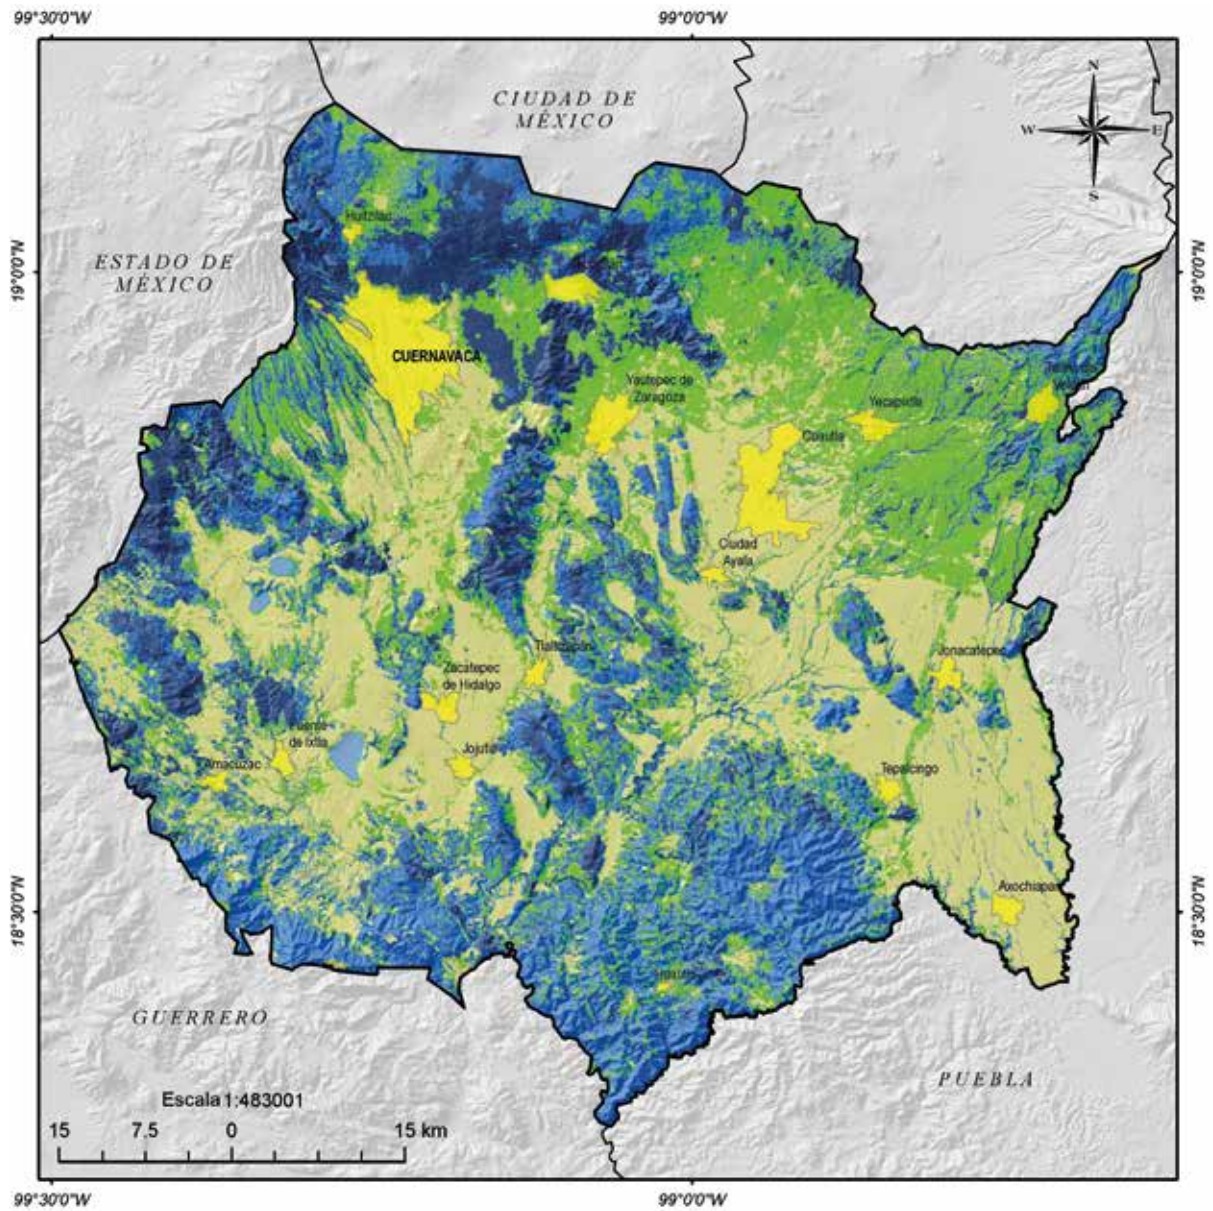 99°30'0"W
99°0'0"W
CIUDAD DE
MÉXICO
N
W
E
S
Huitzilac
ESTADO DE
MÉXICO
19°0'0"N
19°0'0"N
CUERNAVACA
Yautepec de
Zaragoza
Yecapixtla
Cuautla
Ciudad
Ayala
Tlaltizapán
Jonacatepec
Zacatepec
de Hidalgo
Puente
de Ixtla
Jojutla
Amacuzac
Tepalcingo
Axochiapan
18°30'0"N
18°30'0"N
GUERRERO
PUEBLA
Escala 1:483001
15
7.5
0
15 km
99°30'0"W
99°0'0"W